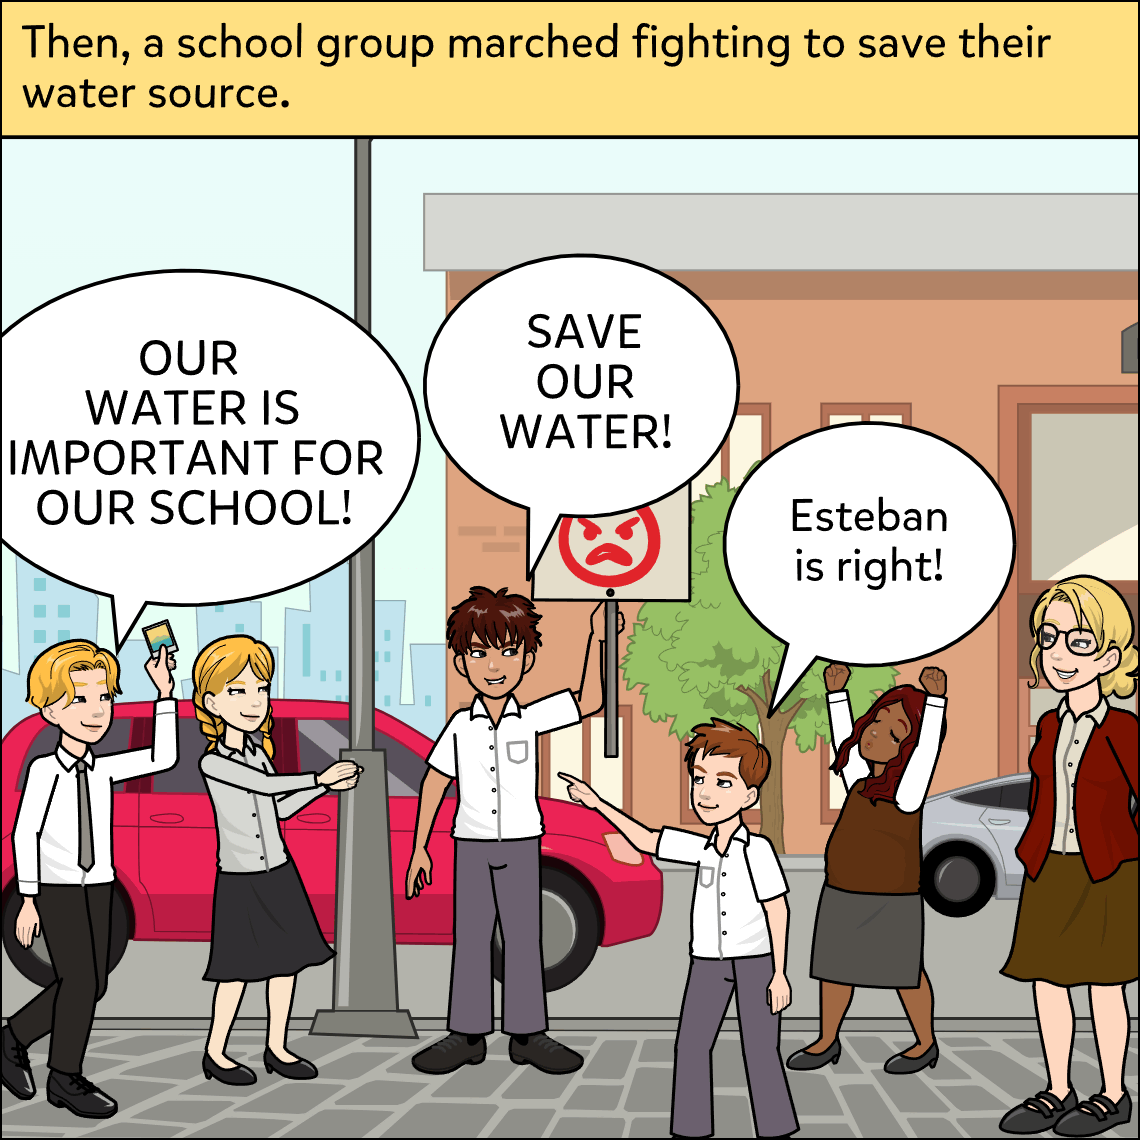 Then, a school group marched fighting to save their
water source.
OUR
WATER IS
IMPORTANT FOR
OUR SCHOOL!
SAVE
OUR
WATER!
Esteban
is right!